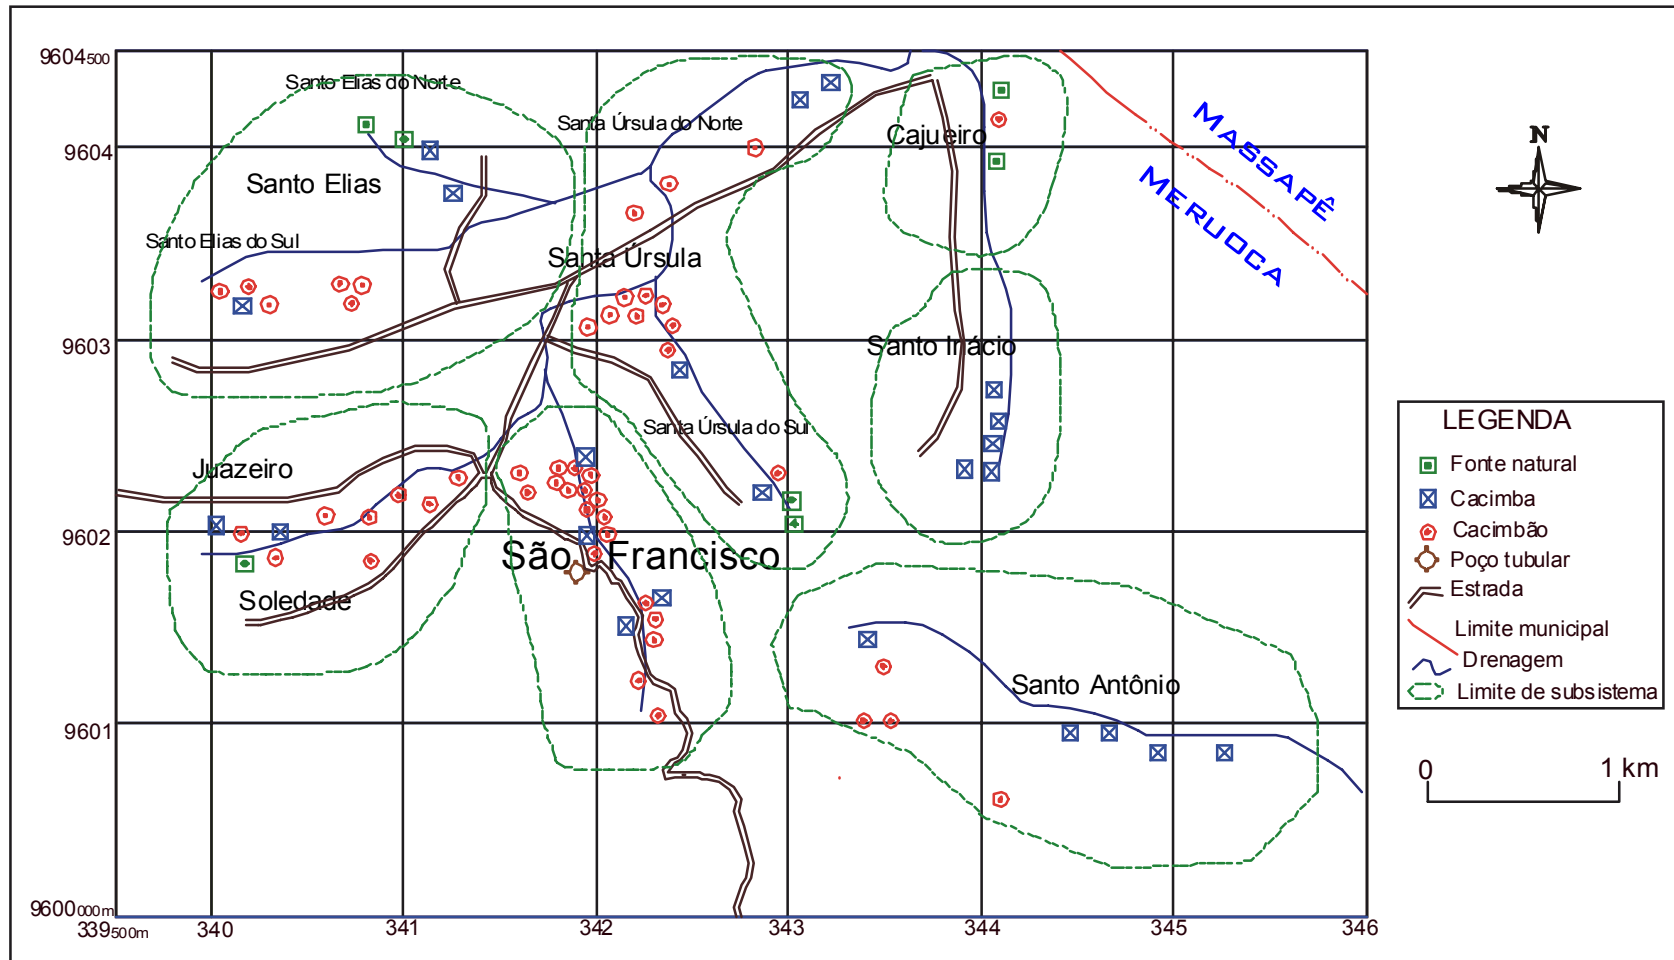 9604500
Santo Elias do Norte
Santa Úrsula do Norte
Cajueiro
MASSAPÊ
N
9604
Santo Elias
MERUOCA
Santo Elias do Sul
Santa Úrsula
9603
Santo Inácio
LEGENDA
Fonte natural
Cacimba
Cacimbão
Poço tubular
Estrada
Limite municipal
Drenagem
Limite de subsistema
Santa Úrsula do Sul
Juazeiro
9602
São Francisco
Soledade
Santo Antônio
9601
0 1 km
9600000m
339500m 340 341 342 343 344 345 346